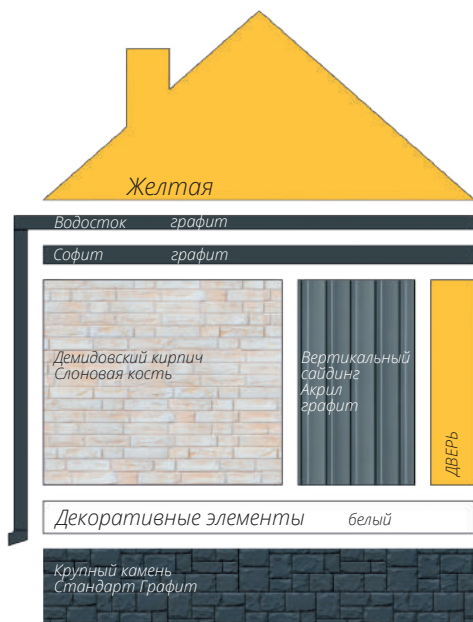 Желтая
Водосток графит
Софит графит
Демидовский кирпич
Слоновая кость
Вертикальный
сайдинг
Акрил
графит
ДВЕРЬ
Декоративные элементы белый
Крупный камень
Стандарт Графит